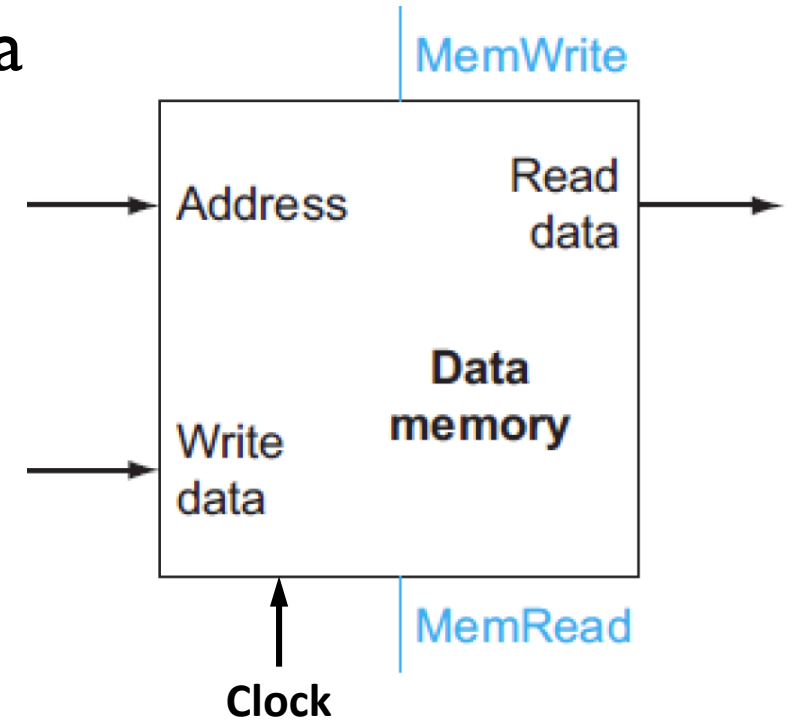 a
MemWrite
Address
Read
data
Data
memory
Write
data
MemRead
Clock